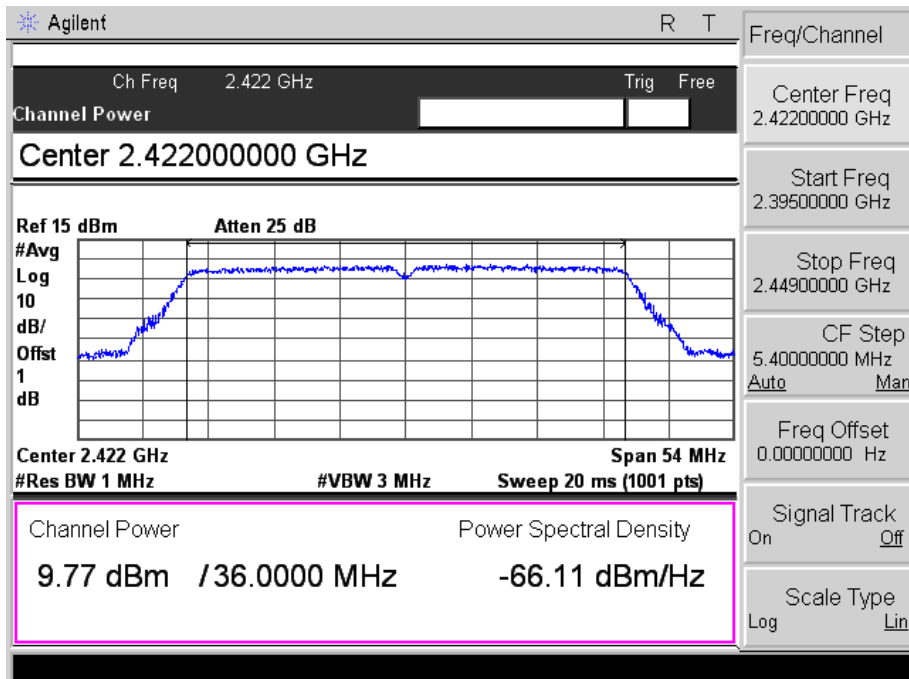 Agilent R T
Ch Freq 2.422 GHz Trig Free
Channel Power
Center 2.422000000 GHz
Ref 15 dBm Atten 25 dB
#Avg
Log
10
dB/
Offst
1
dB
Center 2.422 GHz Span 54 MHz
#Res BW 1 MHz #VBW 3 MHz Sweep 20 ms (1001 pts)
Channel Power Power Spectral Density
9.77 dBm / 36.0000 MHz -66.11 dBm/Hz
Freq/Channel
Center Freq
2.42200000 GHz
Start Freq
2.39500000 GHz
Stop Freq
2.44900000 GHz
CF Step
5.40000000 MHz
Auto Man
Freq Offset
0.00000000 Hz
Signal Track
On Off
Scale Type
Log Lin